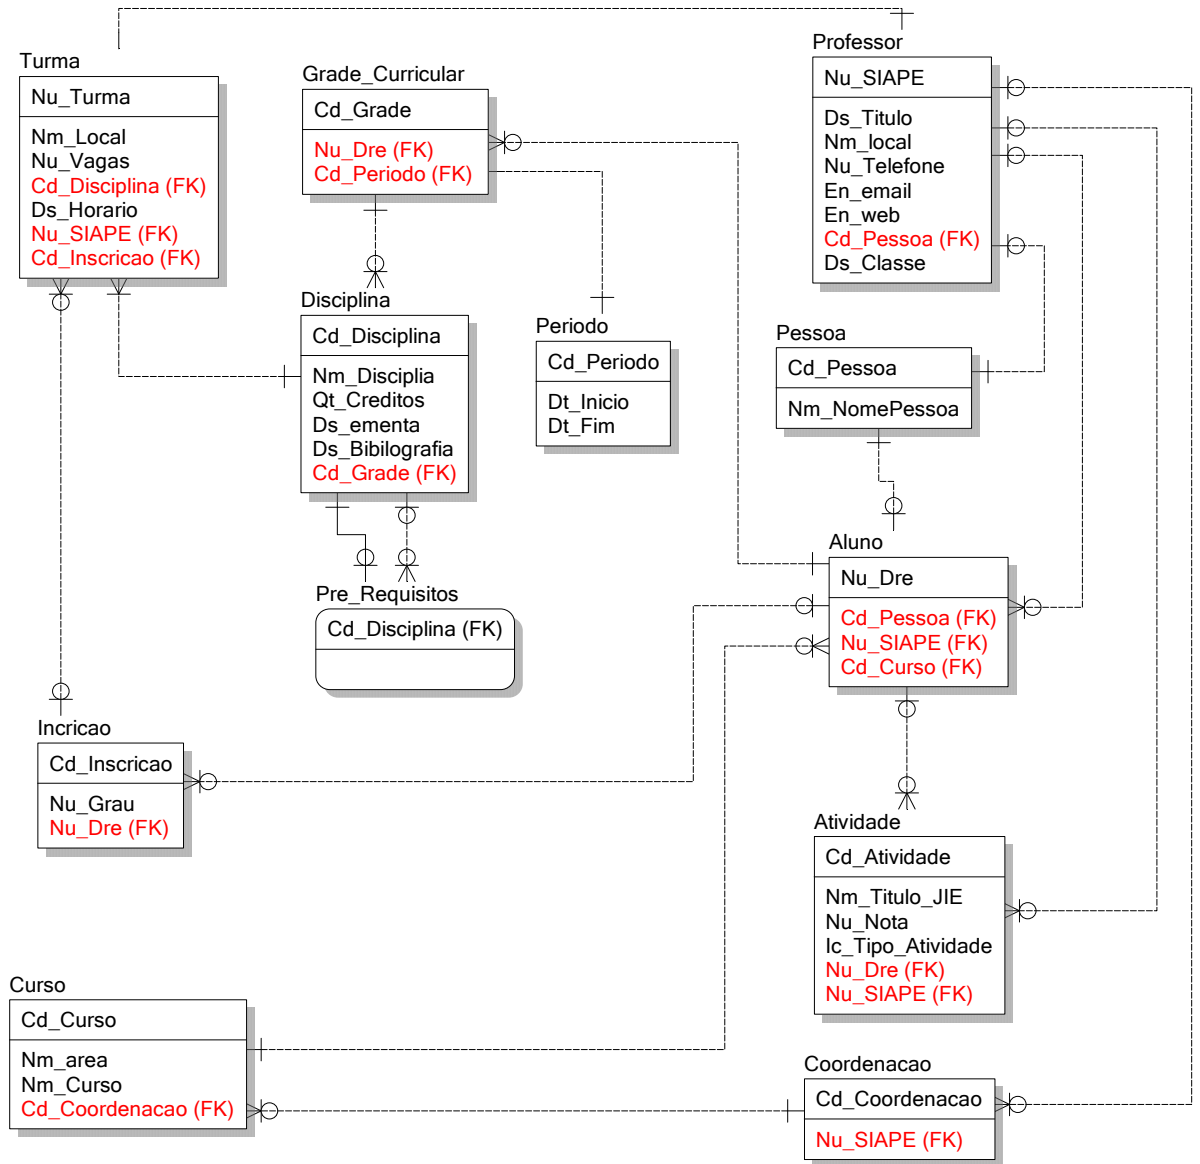 Turma
Nu_Turma
Nm_Local
Nu_Vagas
Cd_Disciplina (FK)
Ds_Horario
Nu_SIAPE (FK)
Cd_Inscricao (FK)
Grade_Curricular
Cd_Grade
Nu_Dre (FK)
Cd_Periodo (FK)
Professor
Nu_SIAPE
Ds_Titulo
Nm_local
Nu_Telefone
En_email
En_web
Cd_Pessoa (FK)
Ds_Classe
Disciplina
Cd_Disciplina
Nm_Disciplia
Qt_Creditos
Ds_ementa
Ds_Bibilografia
Cd_Grade (FK)
Periodo
Cd_Periodo
Dt_Inicio
Dt_Fim
Pessoa
Cd_Pessoa
Nm_NomePessoa
Pre_Requisitos
Cd_Disciplina (FK)
Aluno
Nu_Dre
Cd_Pessoa (FK)
Nu_SIAPE (FK)
Cd_Curso (FK)
Incricao
Cd_Inscricao
Nu_Grau
Nu_Dre (FK)
Atividade
Cd_Atividade
Nm_Titulo_JIE
Nu_Nota
Ic_Tipo_Atividade
Nu_Dre (FK)
Nu_SIAPE (FK)
Curso
Cd_Curso
Nm_area
Nm_Curso
Cd_Coordenacao (FK)
Coordenacao
Cd_Coordenacao
Nu_SIAPE (FK)